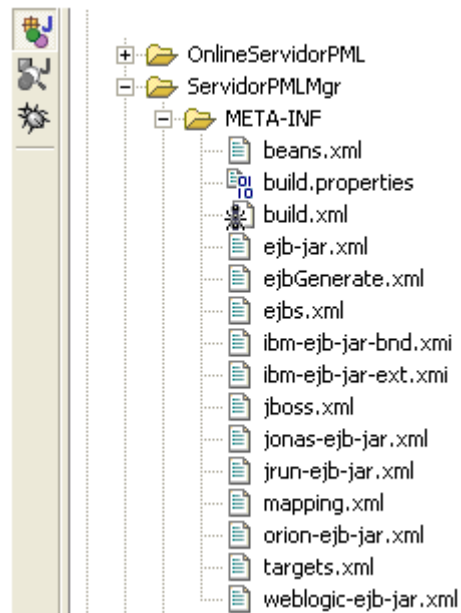 OnlineServidorPML
ServidorPMLMgr
META-INF
beans.xml
build.properties
build.xml
ejb-jar.xml
ejbGenerate.xml
ejbs.xml
ibm-ejb-jar-bnd.xmi
ibm-ejb-jar-ext.xmi
jboss.xml
jonas-ejb-jar.xml
jrun-ejb-jar.xml
mapping.xml
orion-ejb-jar.xml
targets.xml
weblogic-ejb-jar.xml